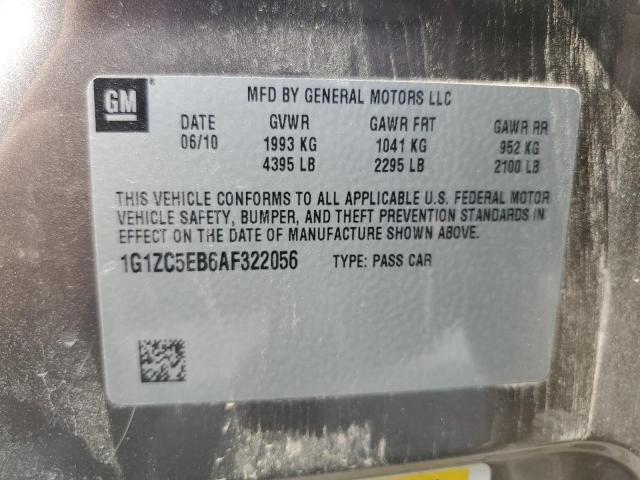 GM®
MFD BY GENERAL MOTORS LLC
DATE GVWR GAWR FRT GAWR RR
06/10 1993 KG 1041 KG 952 KG
4395 LB 2295 LB 2100 LB
THIS VEHICLE CONFORMS TO ALL APPLICABLE U.S. FEDERAL MOTOR
VEHICLE SAFETY, BUMPER, AND THEFT PREVENTION STANDARDS IN
EFFECT ON THE DATE OF MANUFACTURE SHOWN ABOVE.
1G1ZC5EB6AF322056 TYPE: PASS CAR